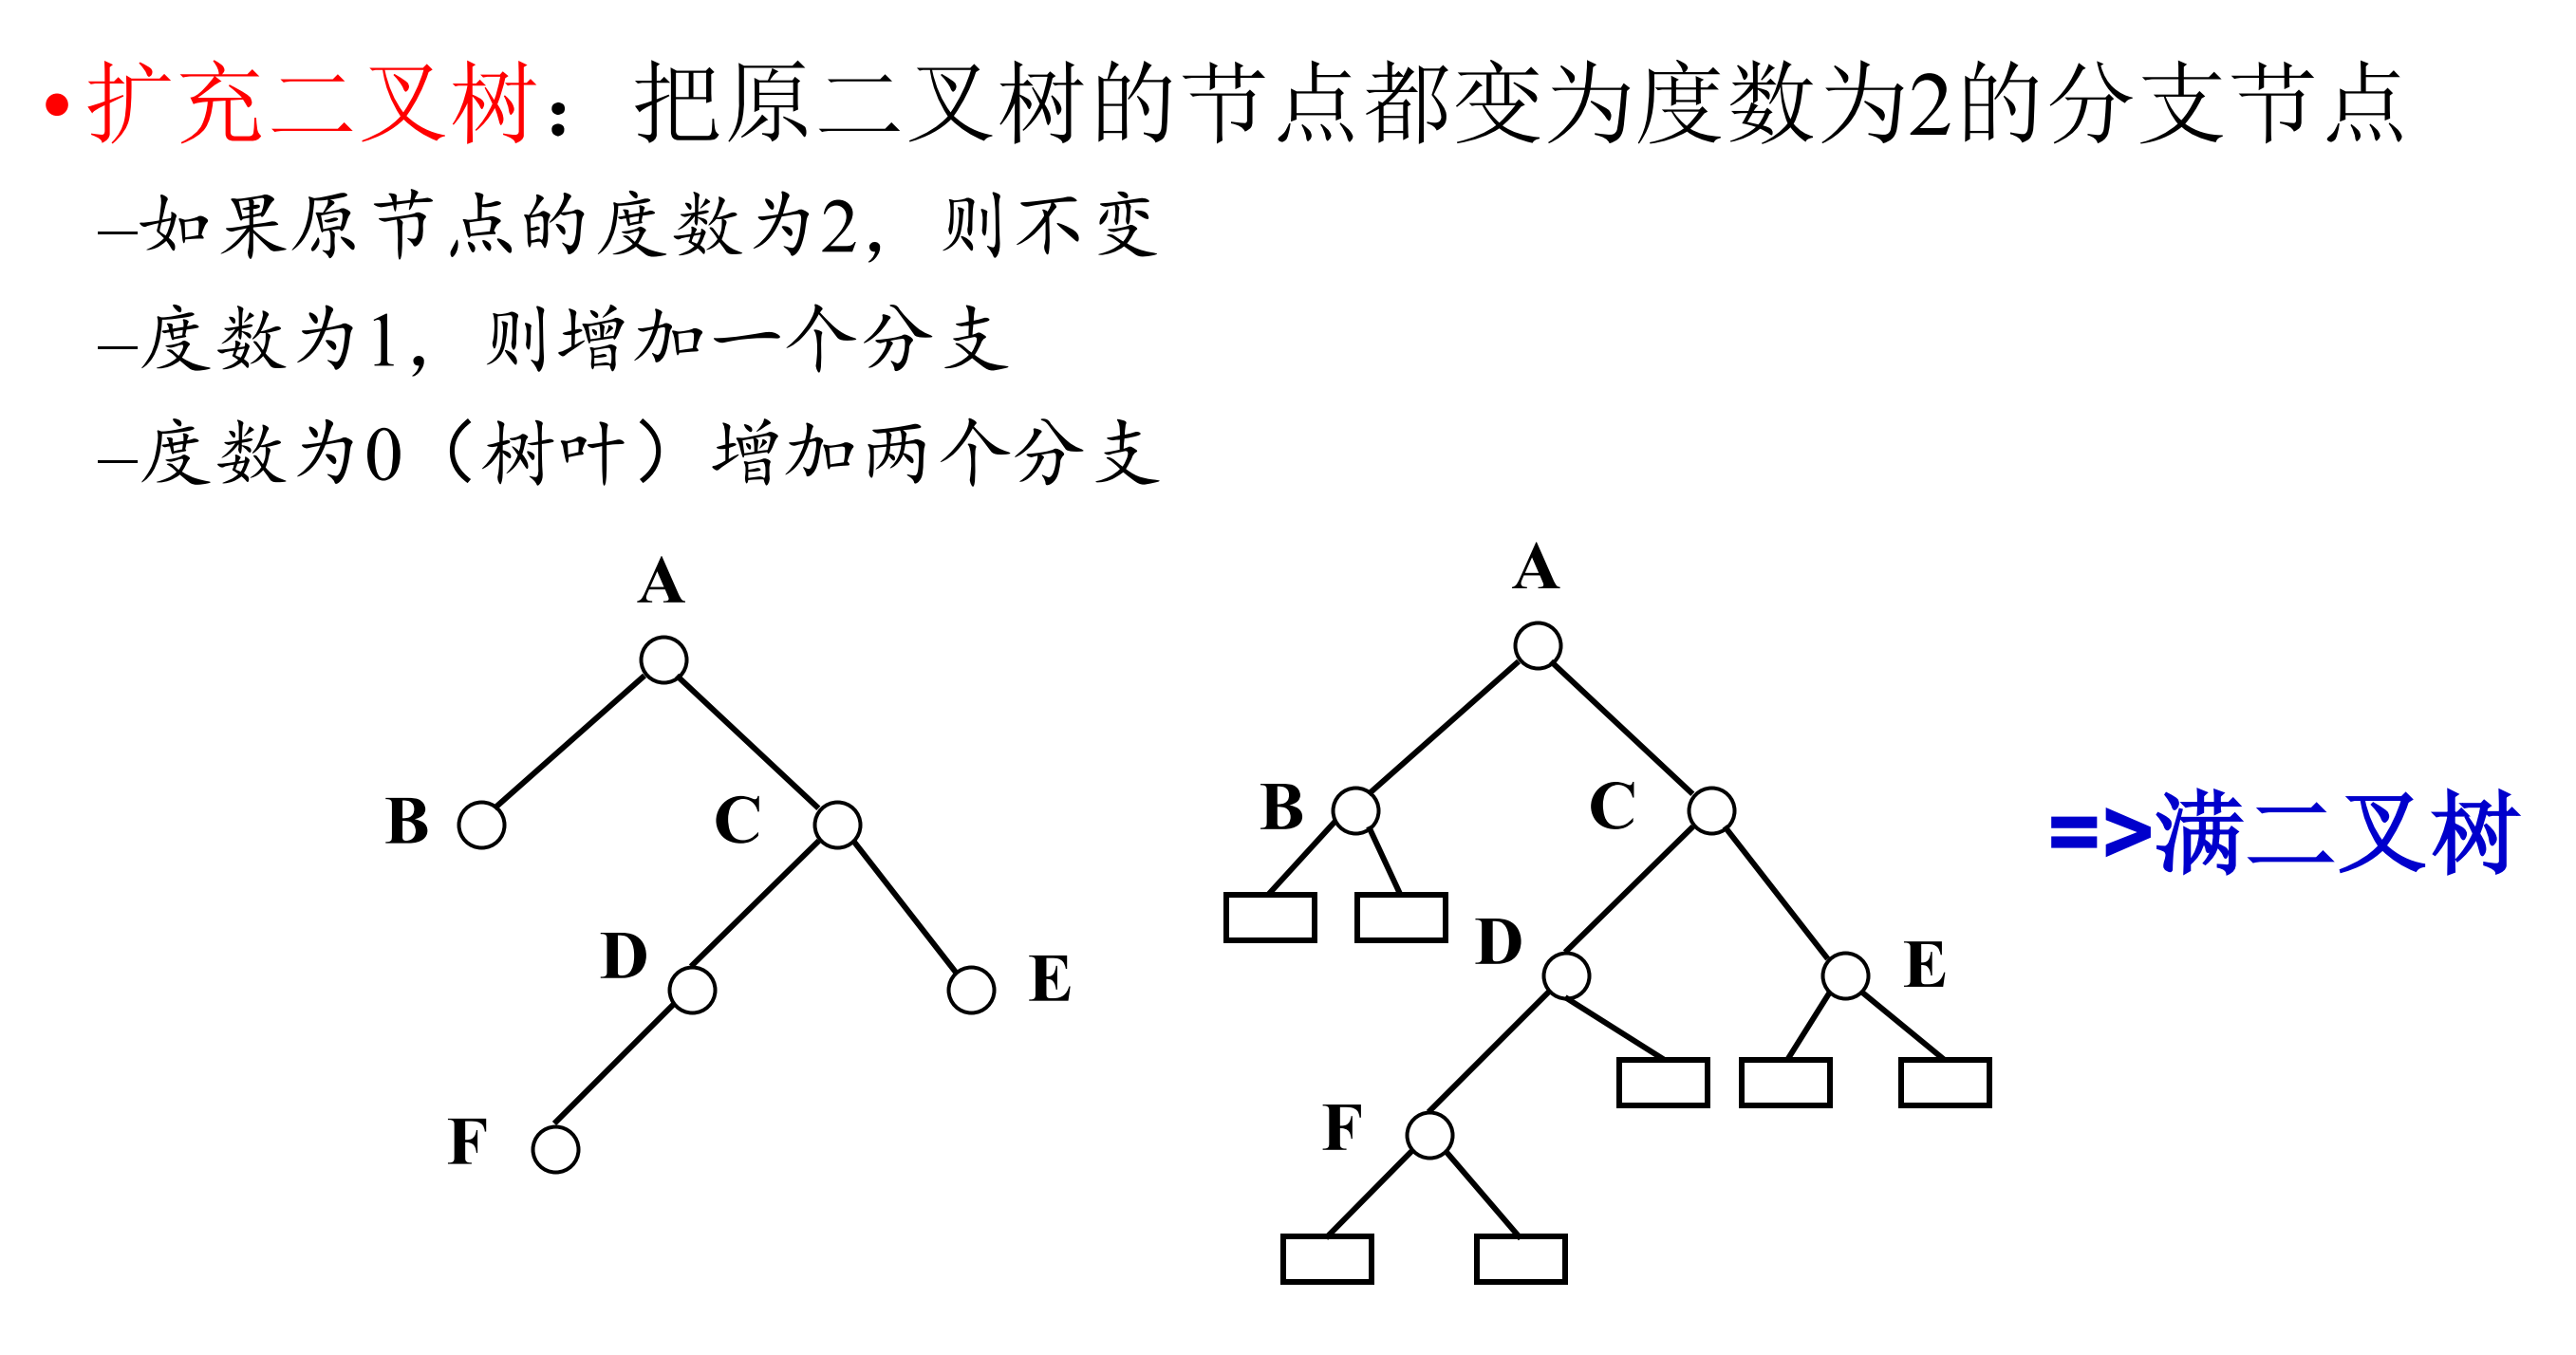 •扩充二叉树：把原二叉树的节点都变为度数为2的分支节点
–如果原节点的度数为2，则不变
–度数为1，则增加一个分支
–度数为0（树叶）增加两个分支
A
B
C
D
E
F
A
B
C
D
E
F
=>满二叉树